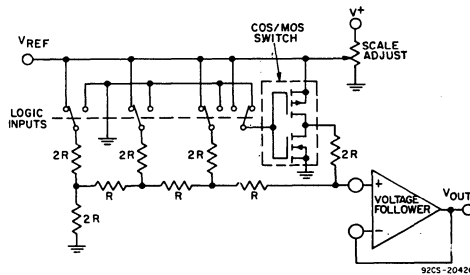 V+
COS/MOS
SWITCH
VREF
SCALE
ADJUST
LOGIC
INPUTS
2R
2R
2R
2R
R
R
R
2R
+
VOLTAGE
FOLLOWER
-
VOUT
92CS-20426